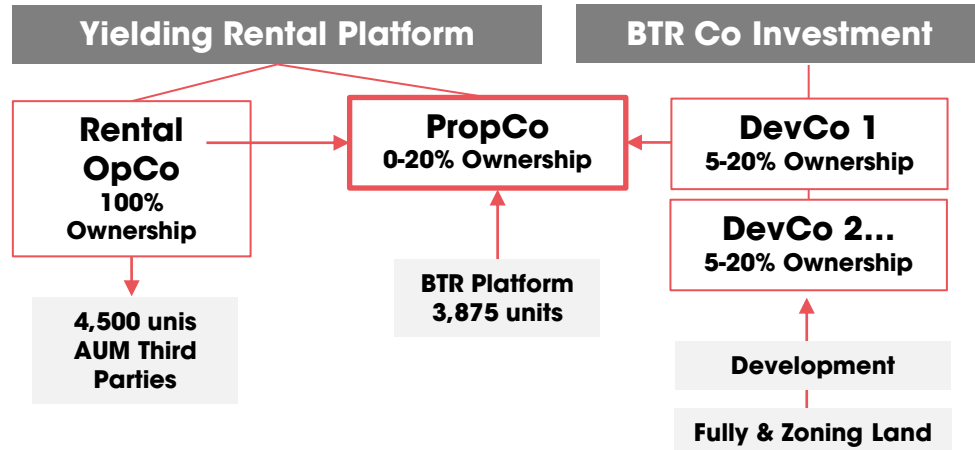 Yielding Rental Platform
BTR Co Investment
Rental
OpCo
100%
Ownership
PropCo
0-20% Ownership
DevCo 1
5-20% Ownership
DevCo 2...
5-20% Ownership
4,500 unis
AUM Third
Parties
BTR Platform
3,875 units
Development
Fully & Zoning Land